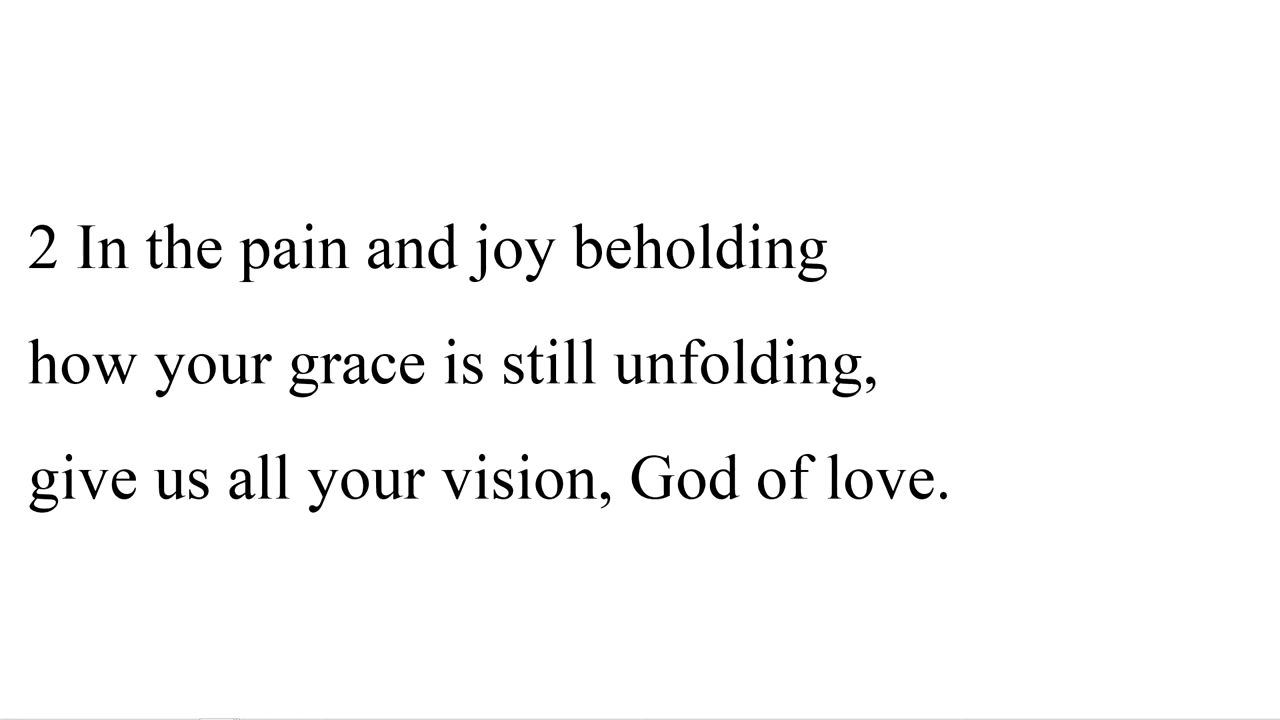 2 In the pain and joy beholding
how your grace is still unfolding,
give us all your vision, God of love.